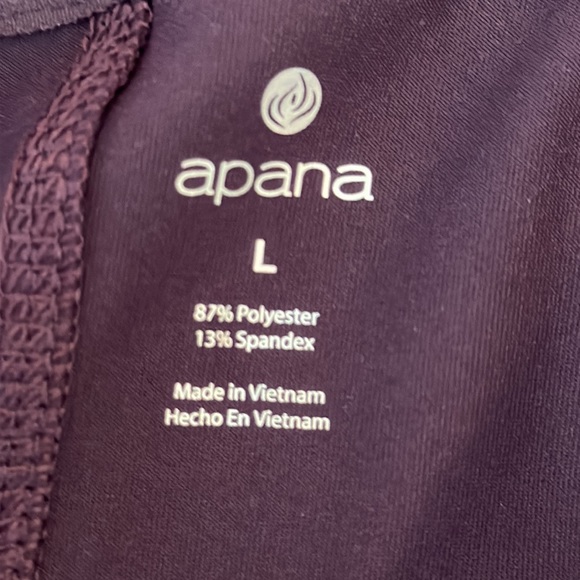 apana
L
87% Polyester
13% Spandex
Made in Vietnam
Hecho En Vietnam